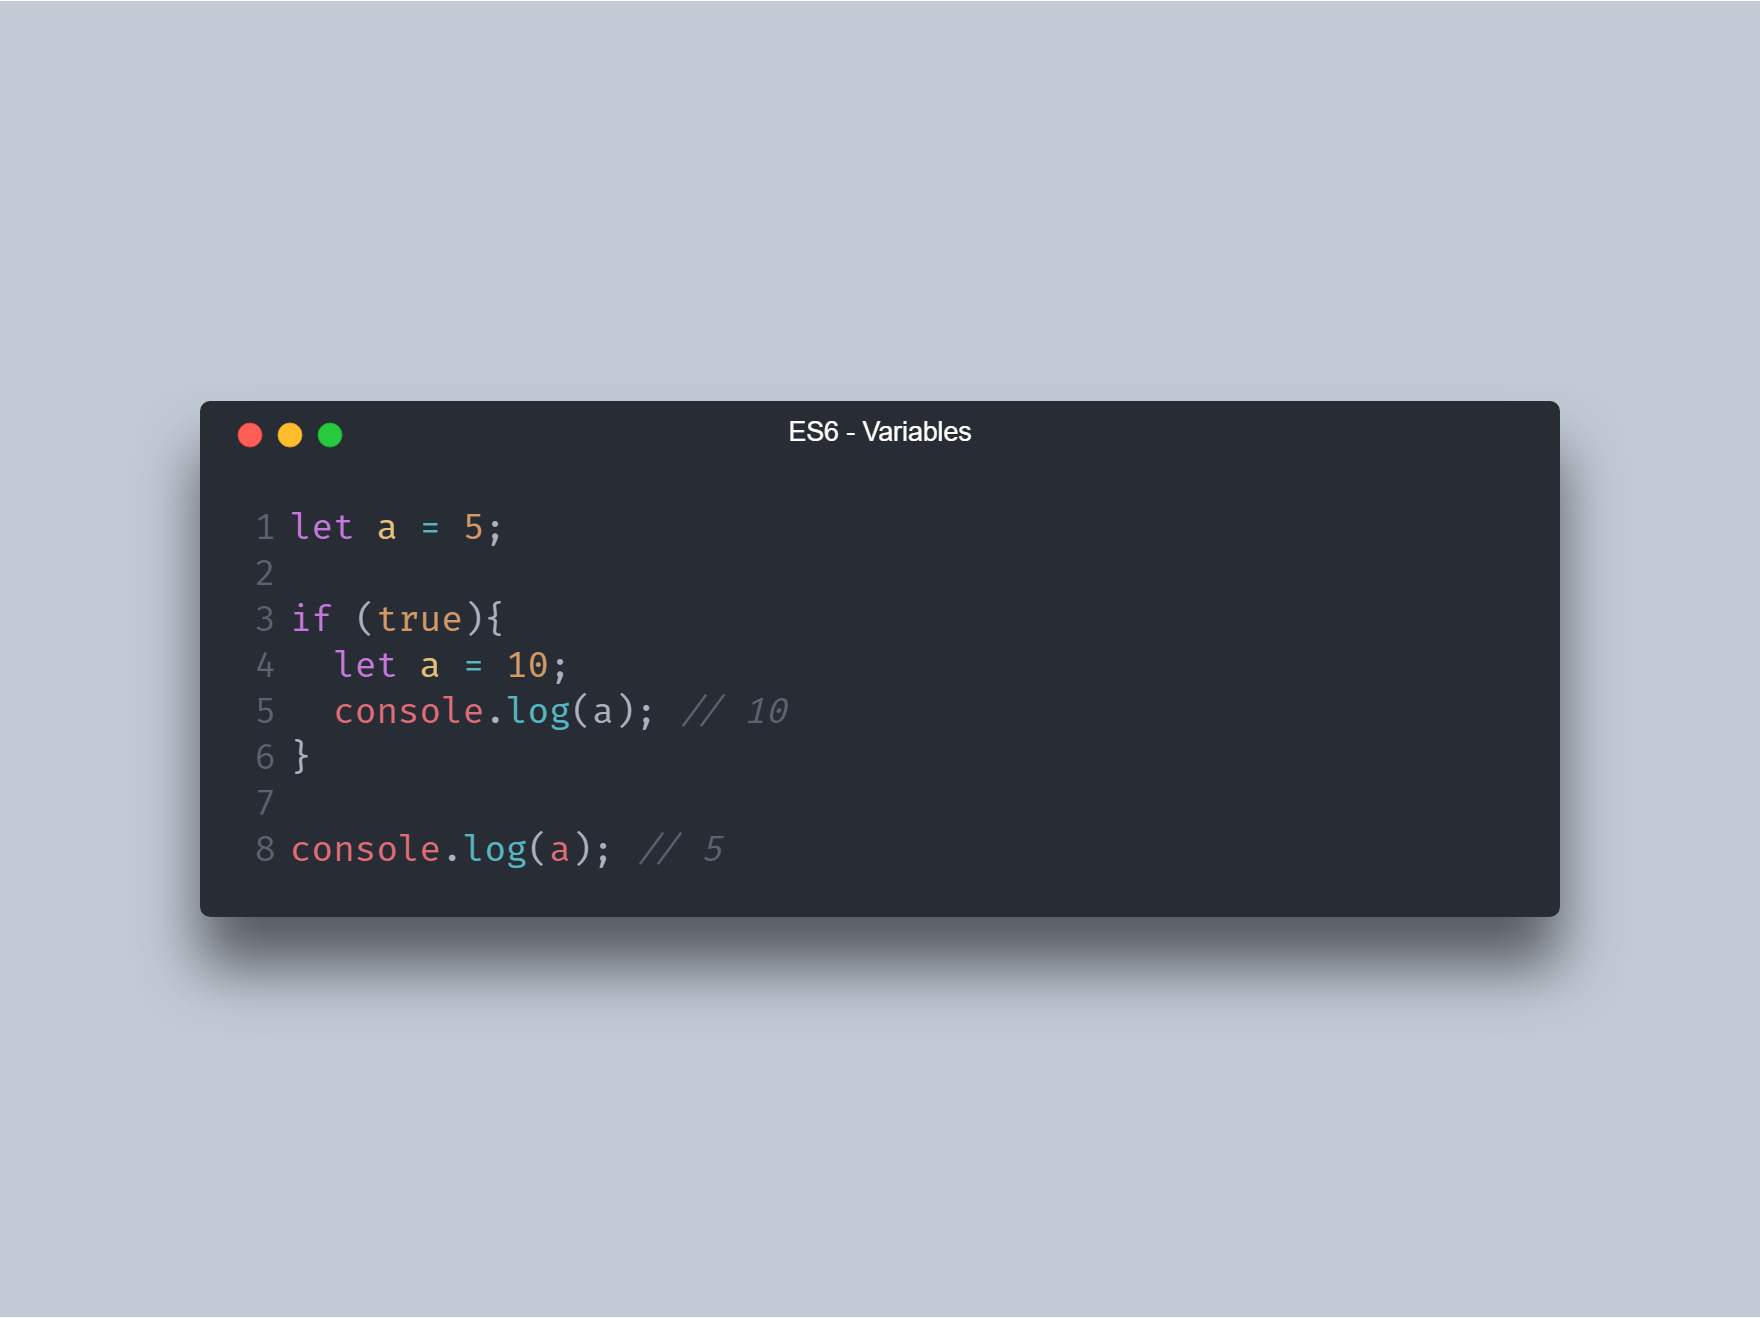 ES6 - Variables
1 let a = 5;
2
3 if (true){
4   let a = 10;
5   console.log(a); // 10
6 }
7
8 console.log(a); // 5